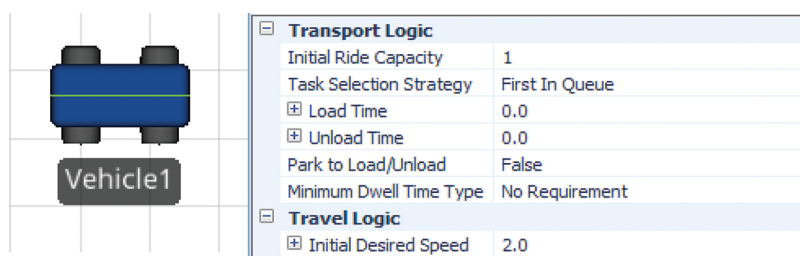 Vehicle1
Transport Logic
Initial Ride Capacity 1
Task Selection Strategy First In Queue
Load Time 0.0
Unload Time 0.0
Park to Load/Unload False
Minimum Dwell Time Type No Requirement
Travel Logic
Initial Desired Speed 2.0